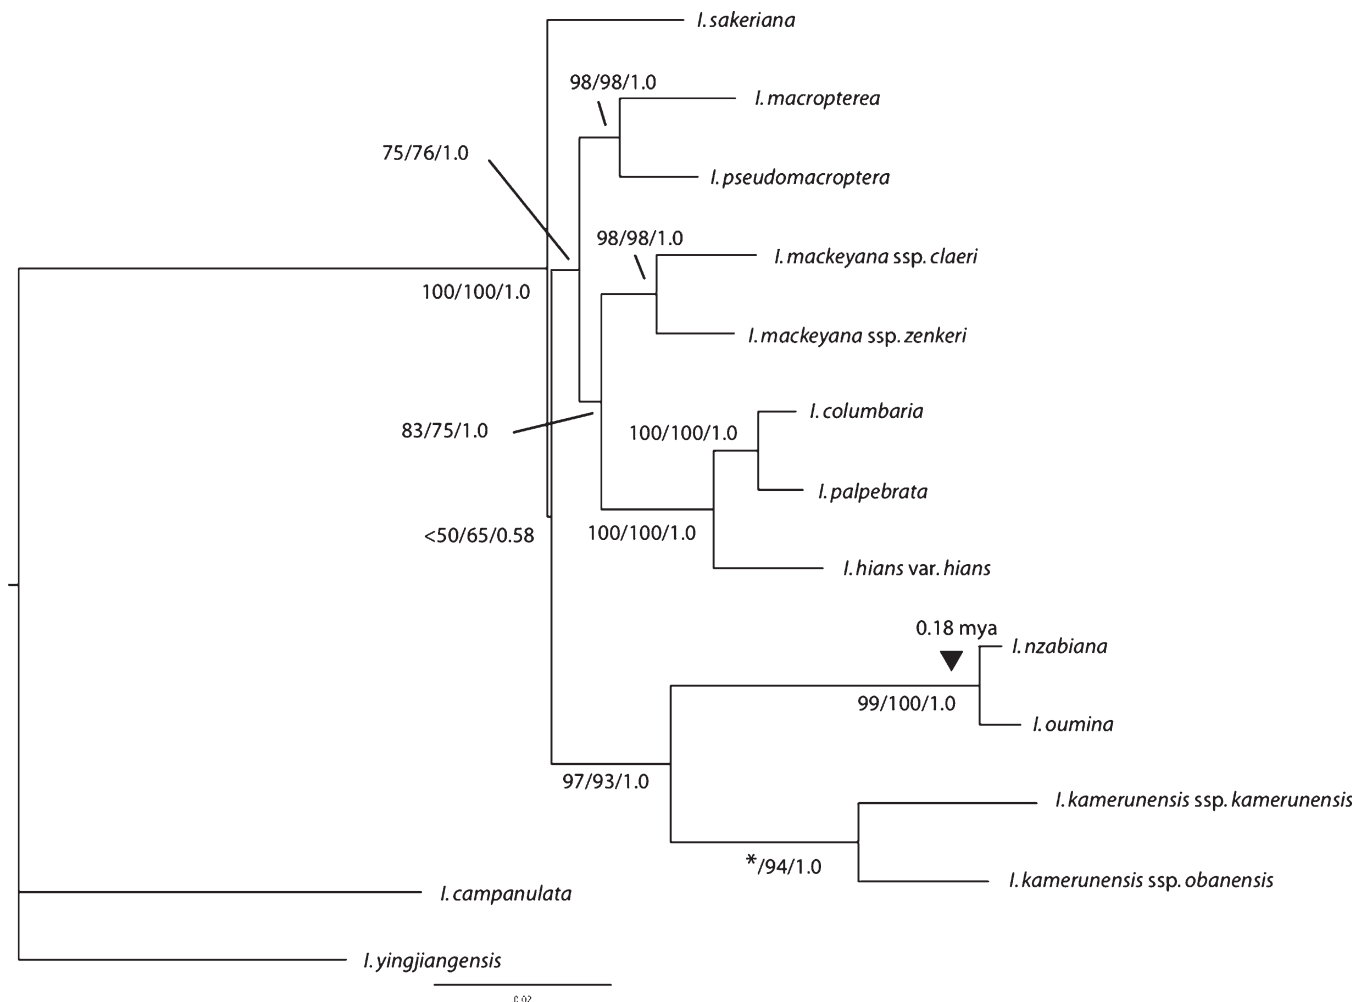 I. sakeriana
98/98/1.0
I. macropterea
75/76/1.0
I. pseudomacroptera
98/98/1.0
I. mackeyana ssp. claeri
100/100/1.0
I. mackeyana ssp. zenkeri
I. columbaria
83/75/1.0
100/100/1.0
I. palpebrata
<50/65/0.58
100/100/1.0
I. hians var. hians
0.18 mya
I. nzabiana
99/100/1.0
I. oumina
97/93/1.0
I. kamerunensis ssp. kamerunensis
*/94/1.0
I. kamerunensis ssp. obanensis
I. campanulata
I. yingjiangensis
0.02